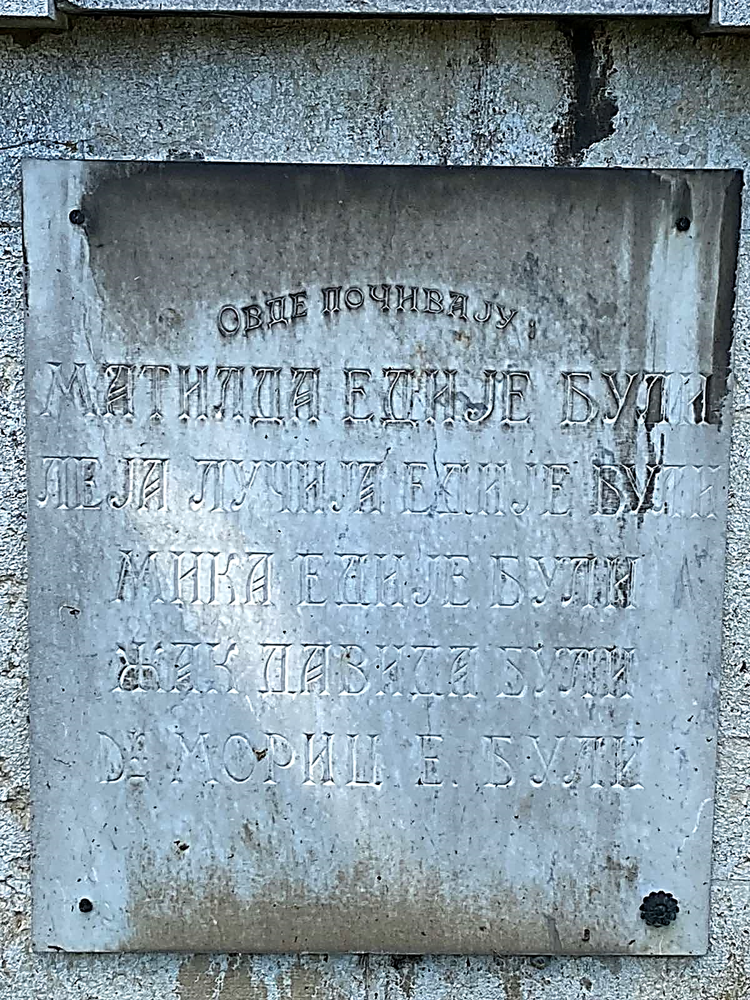 ОВДЕ ПОЧИВАЈУ:
МАТИЛДА ЕДИЈЕ БУЛИ
ЛЕЈА ЛУЧИЈА ЕДИЈЕ БУЛИ
МИКА ЕДИЈЕ БУЛИ
ЖАК ДАВИДА БУЛИ
Dr. МОРИЦ Е. БУЛИ